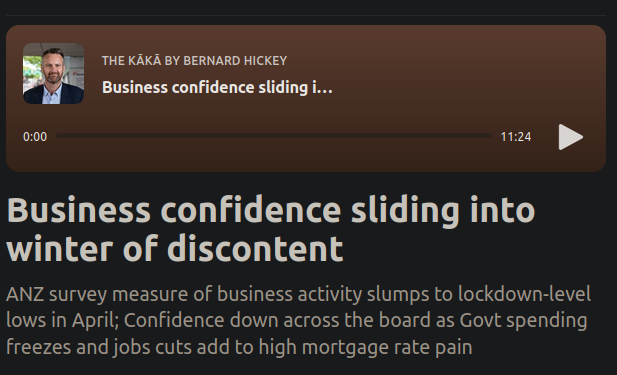 THE KĀKĀ BY BERNARD HICKEY
Business confidence sliding i...
0:00
11:24
Business confidence sliding into
winter of discontent
ANZ survey measure of business activity slumps to lockdown-level
lows in April; Confidence down across the board as Govt spending
freezes and jobs cuts add to high mortgage rate pain